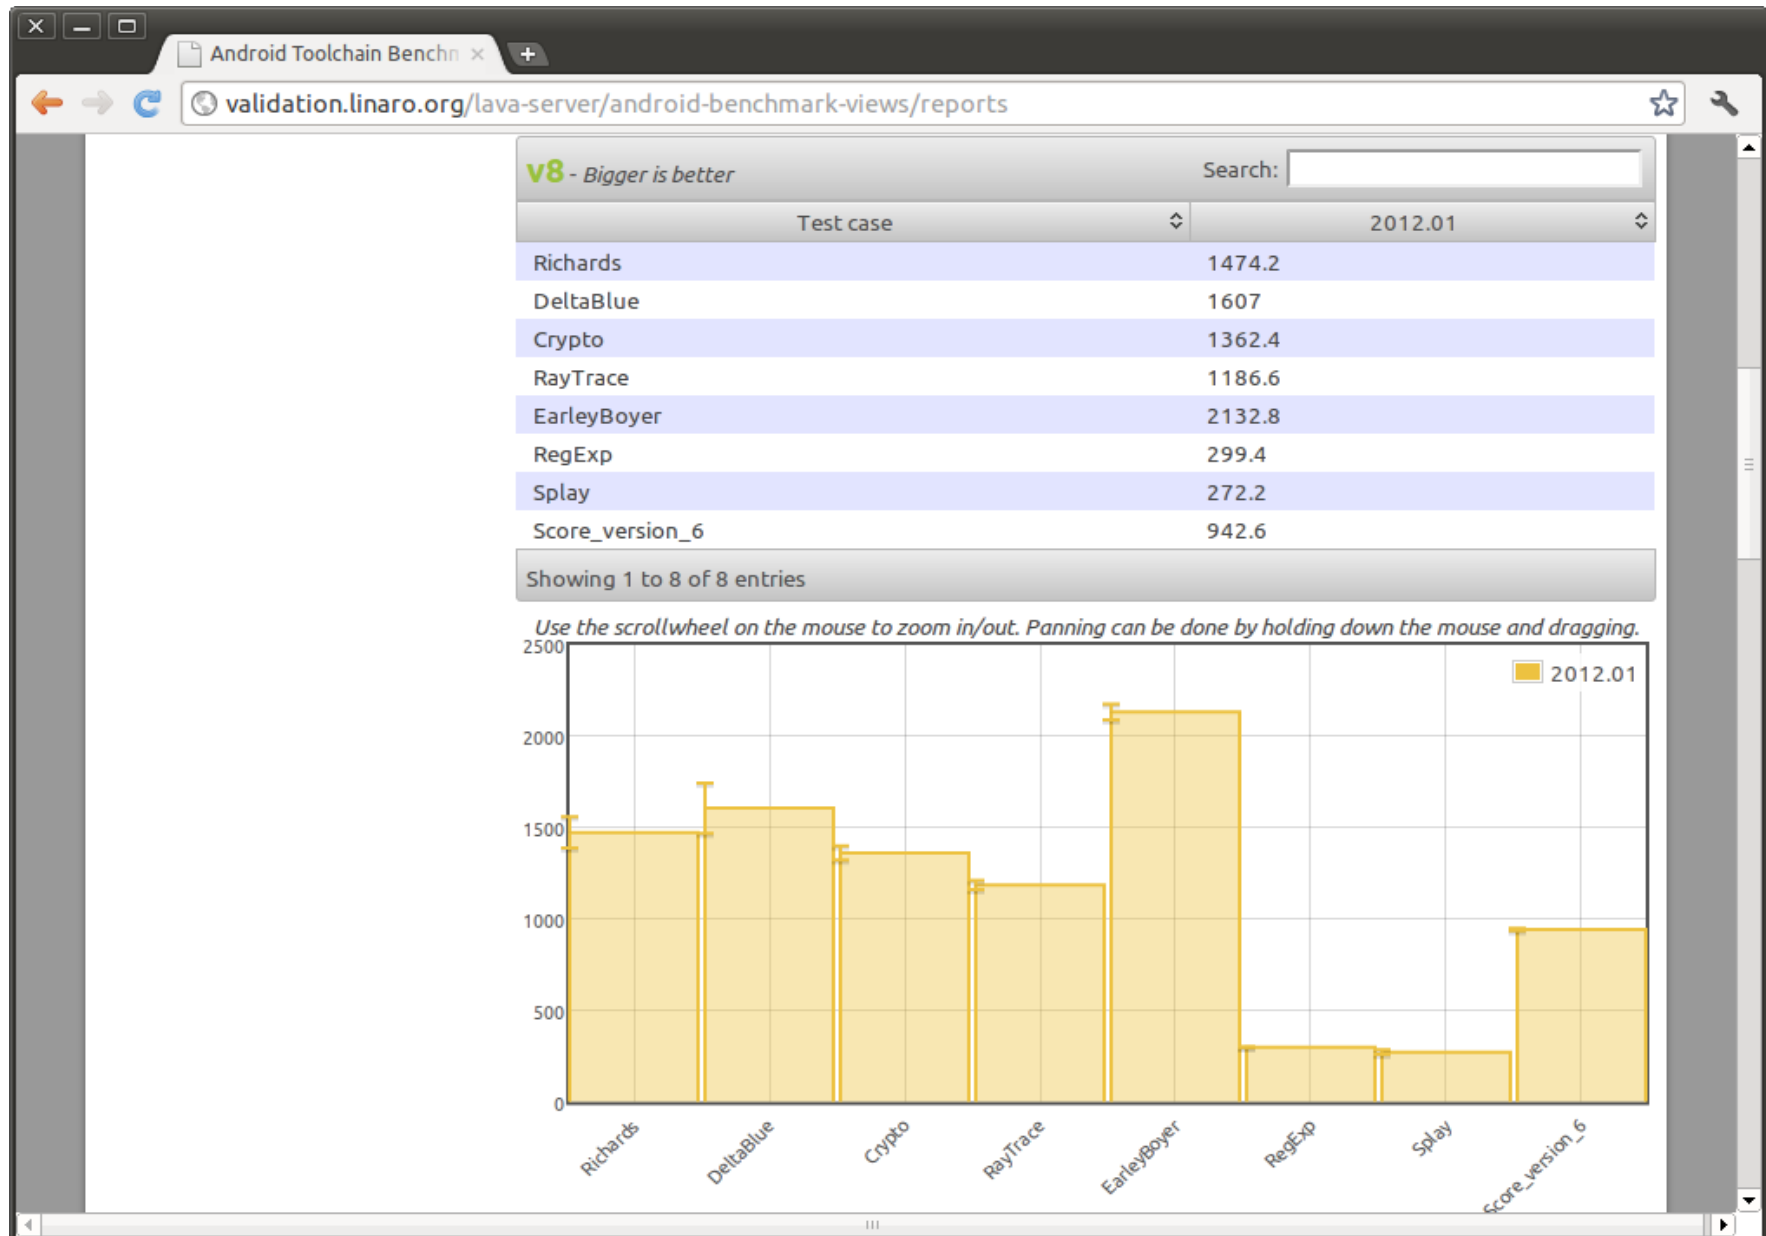 Android Toolchain Benchn
validation.linaro.org/lava-server/android-benchmark-views/reports
v8 - Bigger is better Search:
Test case 2012.01
Richards 1474.2
DeltaBlue 1607
Crypto 1362.4
RayTrace 1186.6
EarleyBoyer 2132.8
RegExp 299.4
Splay 272.2
Score_version_6 942.6
Showing 1 to 8 of 8 entries
Use the scrollwheel on the mouse to zoom in/out. Panning can be done by holding down the mouse and dragging.
2500
2012.01
2000
1500
1000
500
0
Richards DeltaBlue Crypto RayTrace EarleyBoyer RegExp Splay Score_version_6